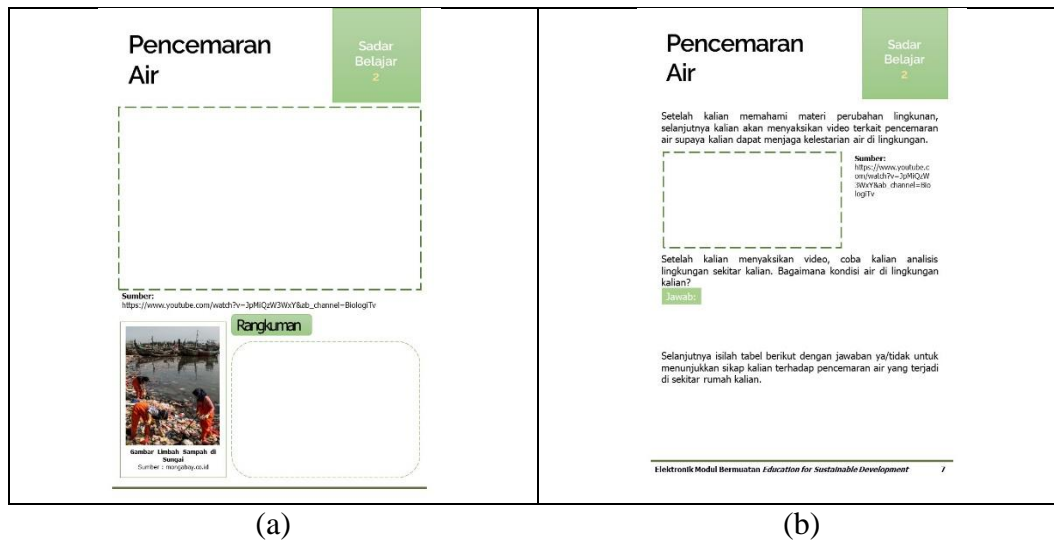 Pencemaran
Air
Sadar
Belajar
2
Sumber:
https://www.youtube.com/watch?v=JpMiQzW3WxY&ab_channel=BiologiTv
Rangkuman
Gambar Limbah Sampah di
Sungai
Sumber : mongabay.co.id
(a)
Pencemaran
Air
Sadar
Belajar
2
Setelah kalian memahami materi perubahan lingkunan,
selanjutnya kalian akan menyaksikan video terkait pencemaran
air supaya kalian dapat menjaga kelestarian air di lingkungan.
Sumber:
https://www.youtube.c
om/watch?v=JpMiQzW
3WxY&ab_channel=Bio
logiTv
Setelah kalian menyaksikan video, coba kalian analisis
lingkungan sekitar kalian. Bagaimana kondisi air di lingkungan
kalian?
Jawab:
Selanjutnya isilah tabel berikut dengan jawaban ya/tidak untuk
menunjukkan sikap kalian terhadap pencemaran air yang terjadi
di sekitar rumah kalian.
Elektronik Modul Bermuatan Education for Sustainable Development 7
(b)